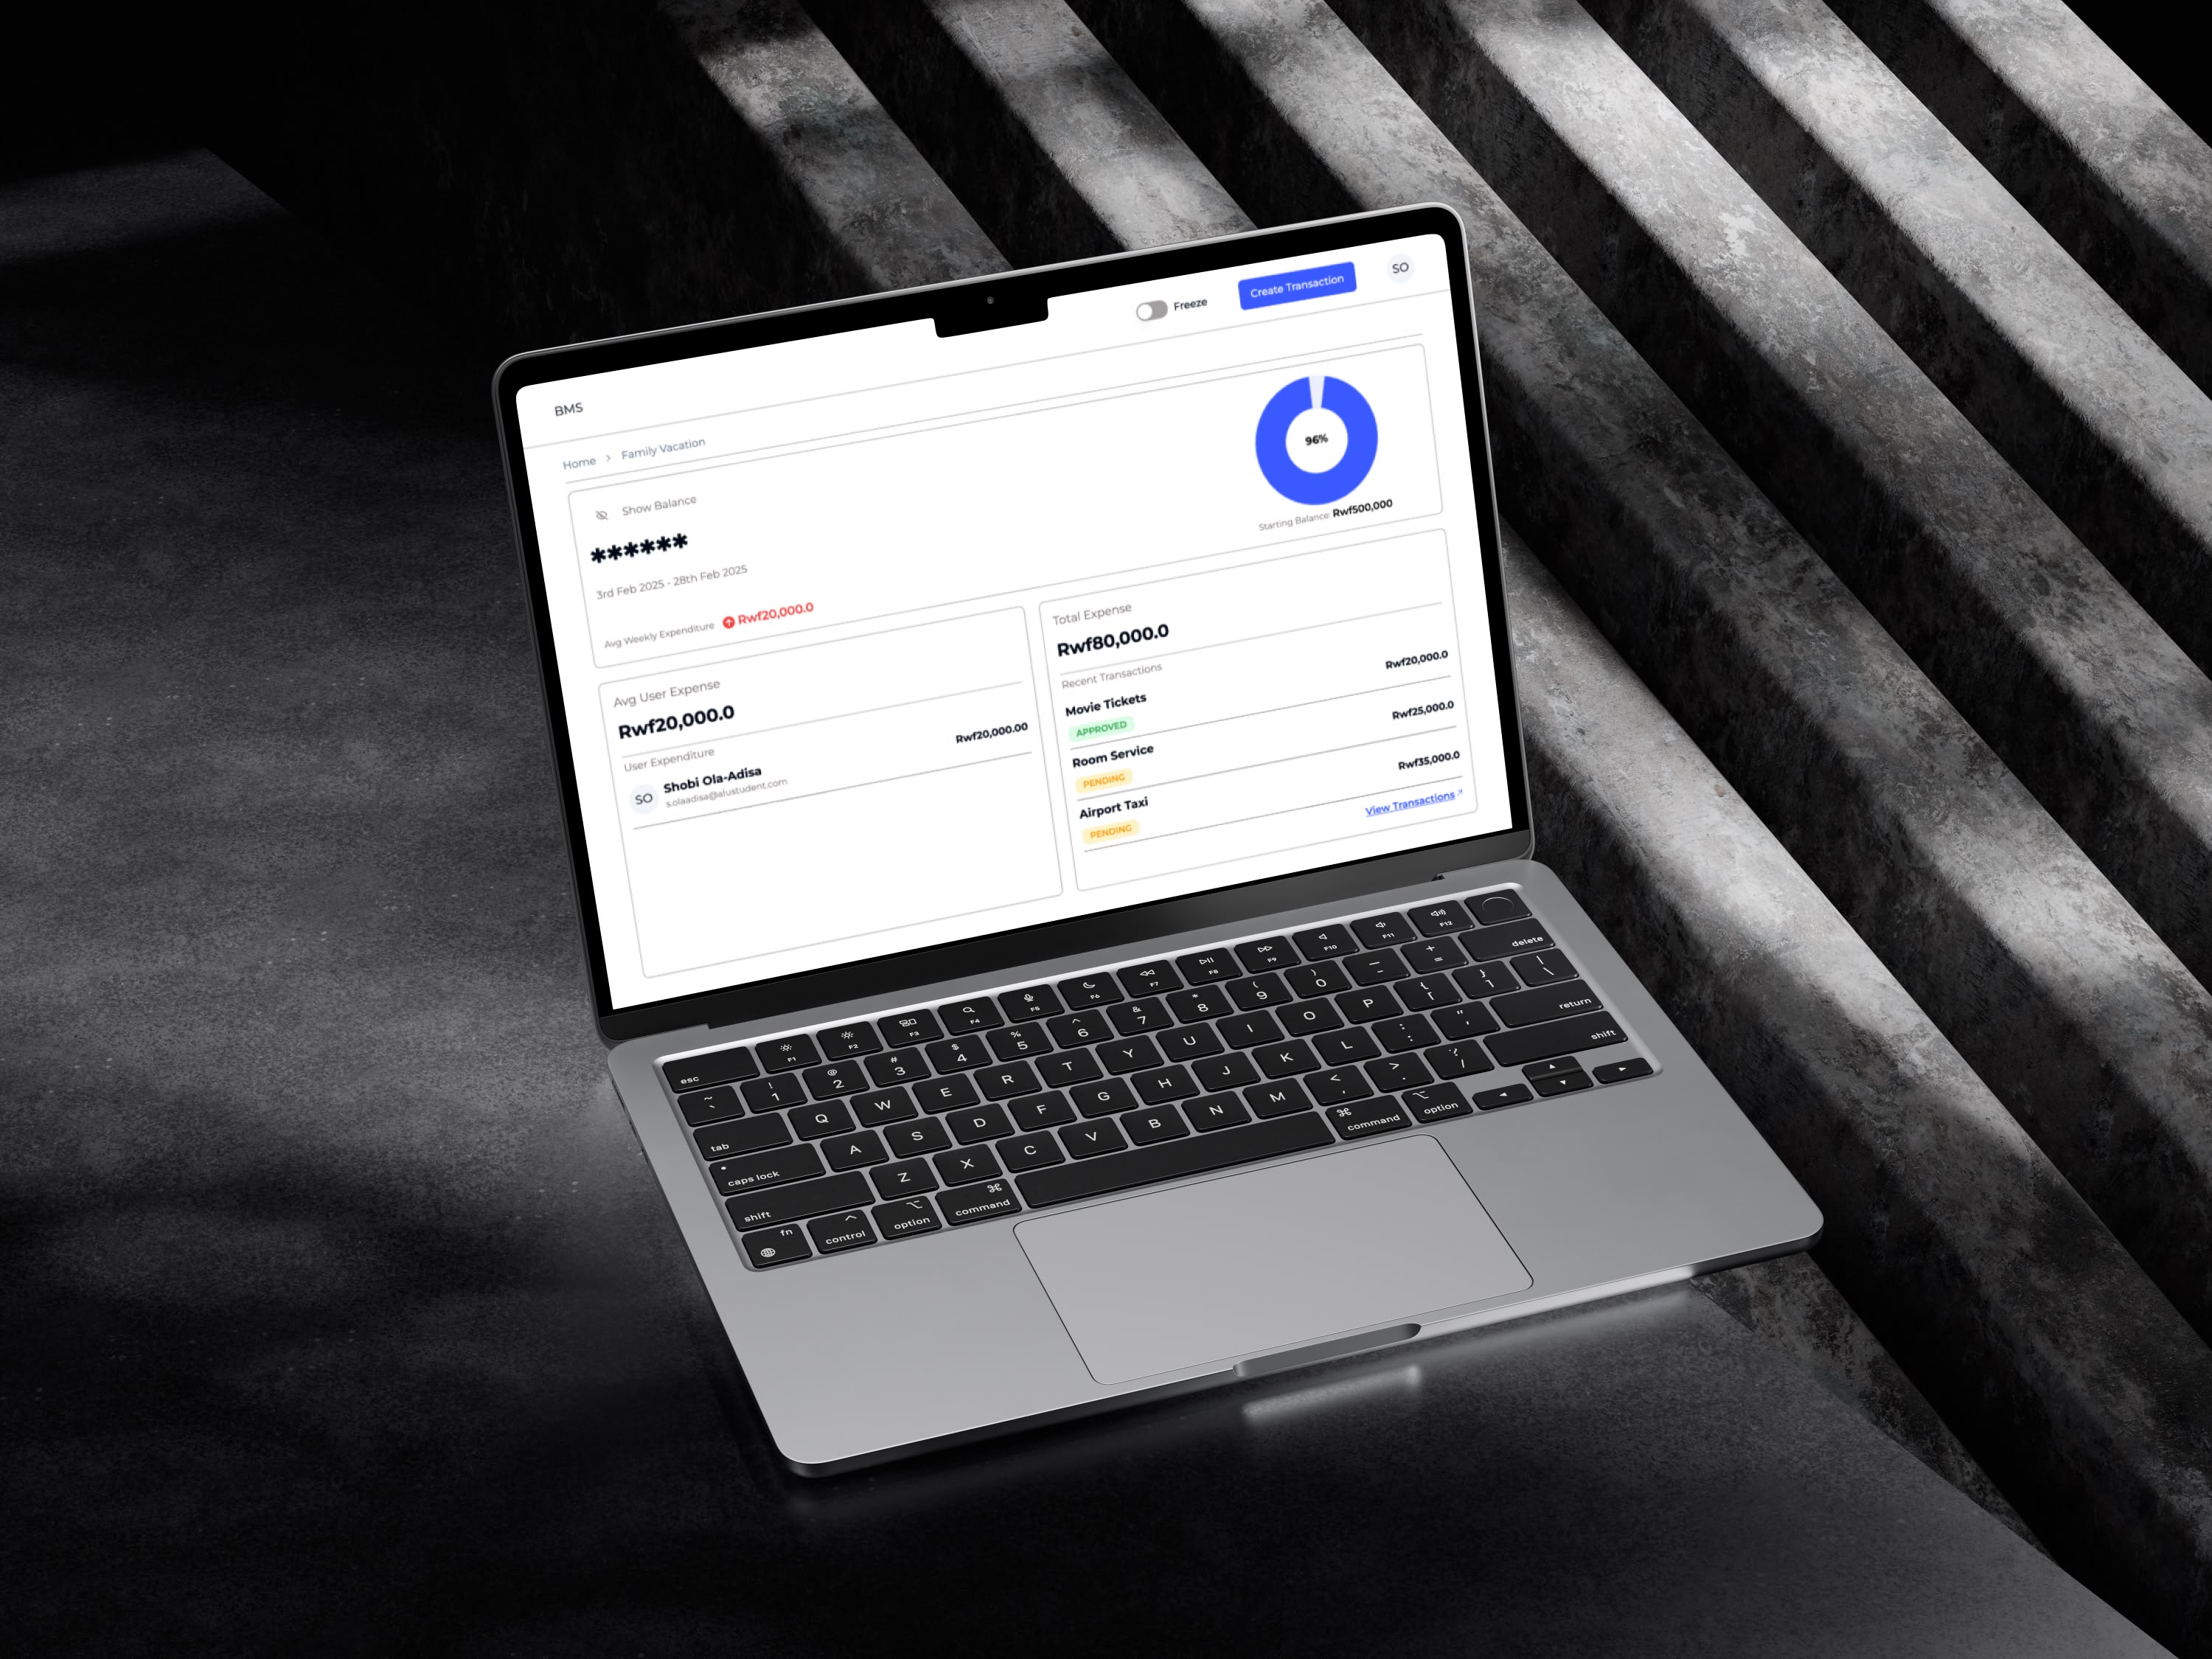 BMS
Freeze
Create Transaction
SO
Home > Family Vacation
Show Balance
******
3rd Feb 2025 - 28th Feb 2025
Avg Weekly Expenditure Rwf20,000.0
96%
Starting Balance: Rwf500,000
Avg User Expense
Rwf20,000.0
User Expenditure
SO
Shobi Ola-Adisa
s.olaadisa@alustudent.com
Rwf20,000.00
Total Expense
Rwf80,000.0
Recent Transactions
Movie Tickets
Rwf20,000.0
APPROVED
Room Service
Rwf25,000.0
PENDING
Airport Taxi
Rwf35,000.0
PENDING
View Transactions
esc F1 F2 F3 F4 F5 F6 F7 F8 F9 F10 F11 F12
~ ` ! 1 @ 2 # 3 $ 4 % 5 ^ 6 & 7 * 8 ( 9 ) 0 — – + = delete
tab Q W E R T Y U I O P { [ } ] | \
caps lock A S D F G H J K L : ; " ' return
shift Z X C V B N M < , > . ? / shift
fn control option command command option